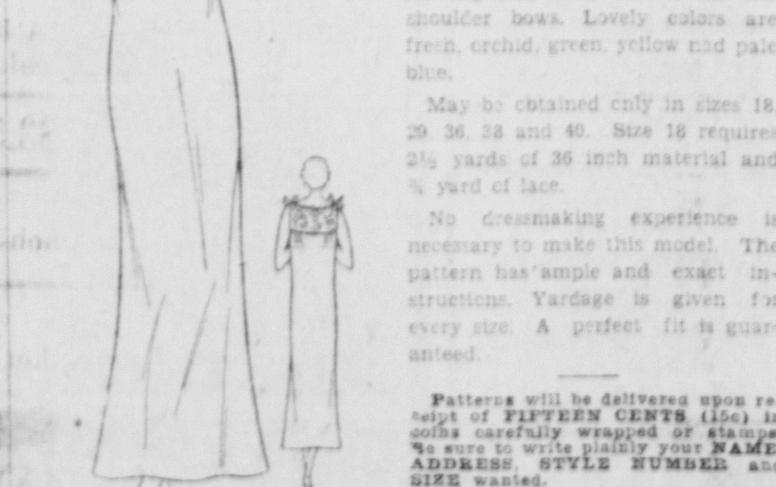 shoulder bows. Lovely colors are
fresh, orchid, green, yellow and pale
blue.
May be obtained only in sizes 18,
20, 36, 38 and 40. Size 18 requires
2½ yards of 36 inch material and
¾ yard of lace.
No dressmaking experience is
necessary to make this model. The
pattern has ample and exact in-
structions. Yardage is given for
every size. A perfect fit is guar-
anteed.
Patterns will be delivered upon re-
ceipt of FIFTEEN CENTS (15c) in
coins carefully wrapped or stamps
Be sure to write plainly your NAME
ADDRESS, STYLE NUMBER and
SIZE wanted.